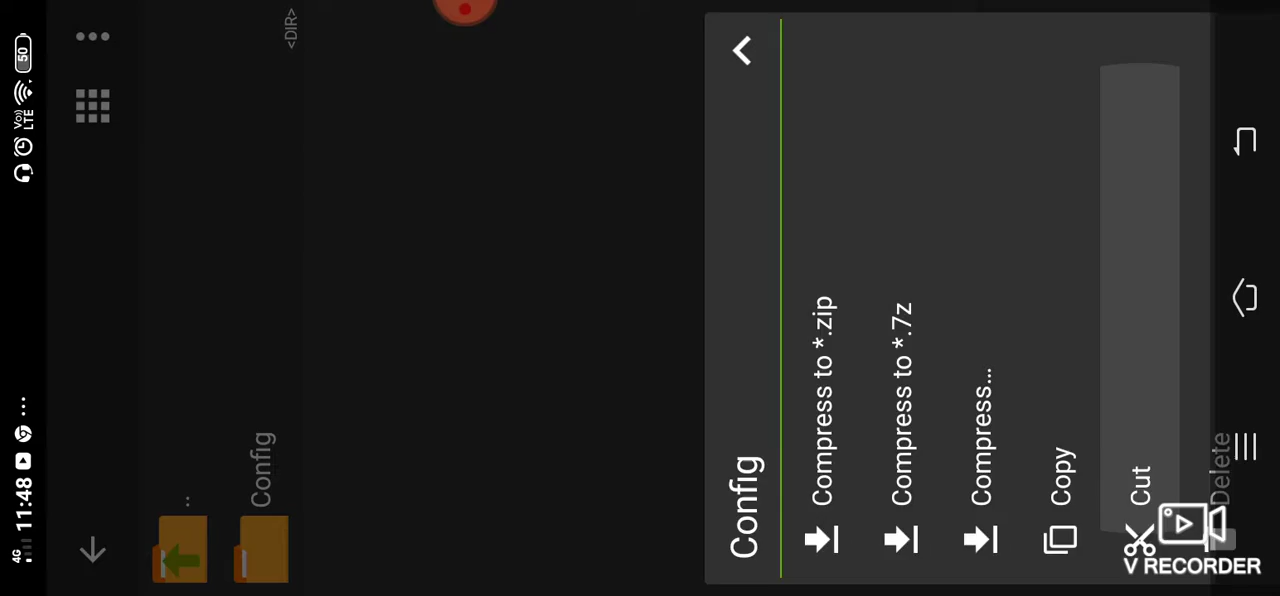 4G 11:48 ... Vo)) LTE 50
..
Config
<DIR>
Config
Compress to *.zip
Compress to *.7z
Compress...
Copy
Cut
Delete
V RECORDER